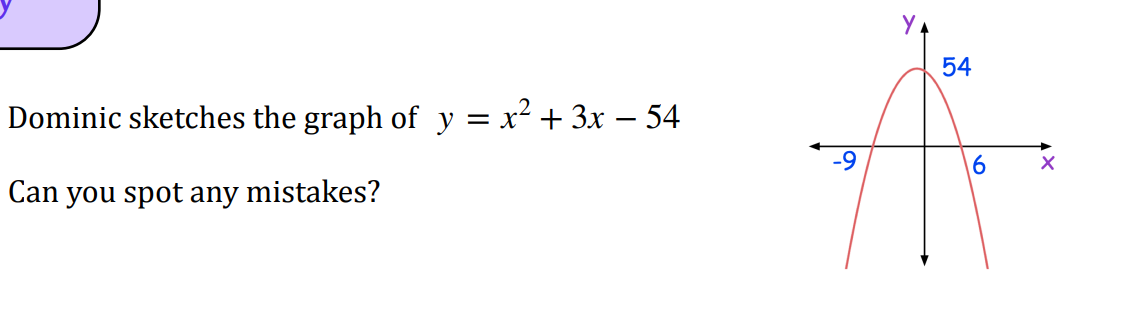 y
y
54
Dominic sketches the graph of y = x² + 3x − 54
-9
6
x
Can you spot any mistakes?